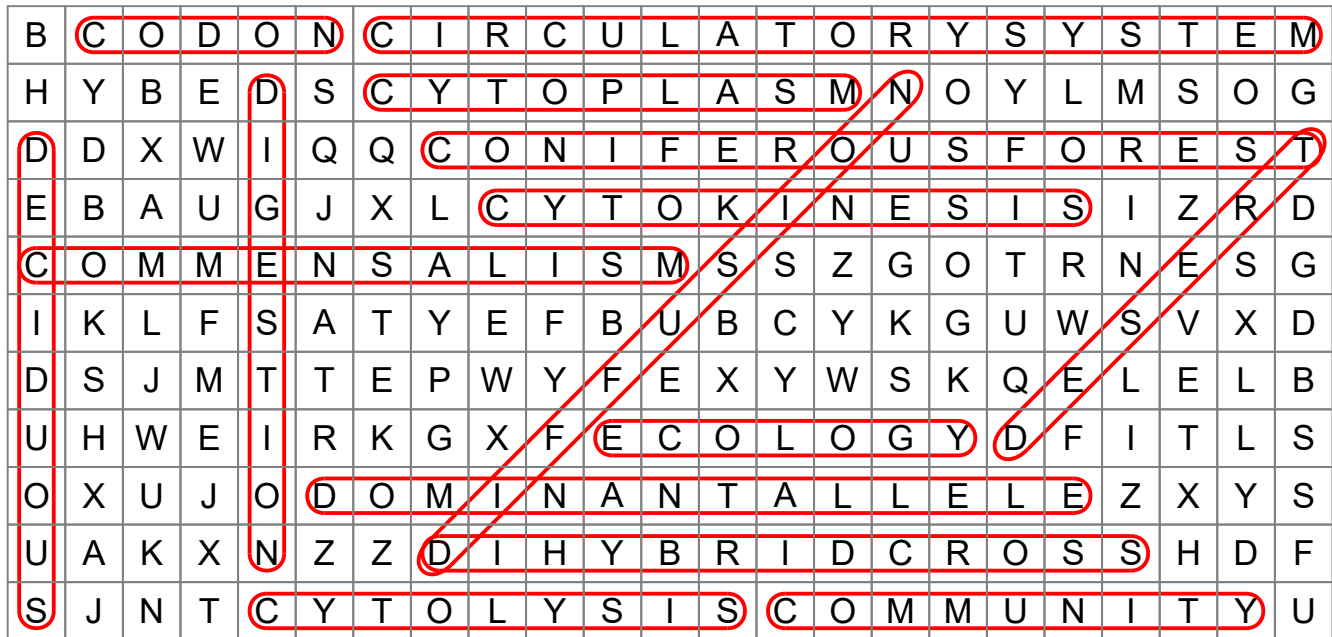 B C O D O N C I R C U L A T O R Y S Y S T E M
H Y B E D S C Y T O P L A S M N O Y L M S O G
D D X W I Q Q C O N I F E R O U S F O R E S T
E B A U G J X L C Y T O K I N E S I S I Z R D
C O M M E N S A L I S M S S Z G O T R N E S G
I K L F S A T Y E F B U B C Y K G U W S V X D
D S J M T T E P W Y F E X Y W S K Q E L E L B
U H W E I R K G X F E C O L O G Y D F I T L S
O X U J O D O M I N A N T A L L E L E Z X Y S
U A K X N Z Z D I H Y B R I D C R O S S H D F
S J N T C Y T O L Y S I S C O M M U N I T Y U